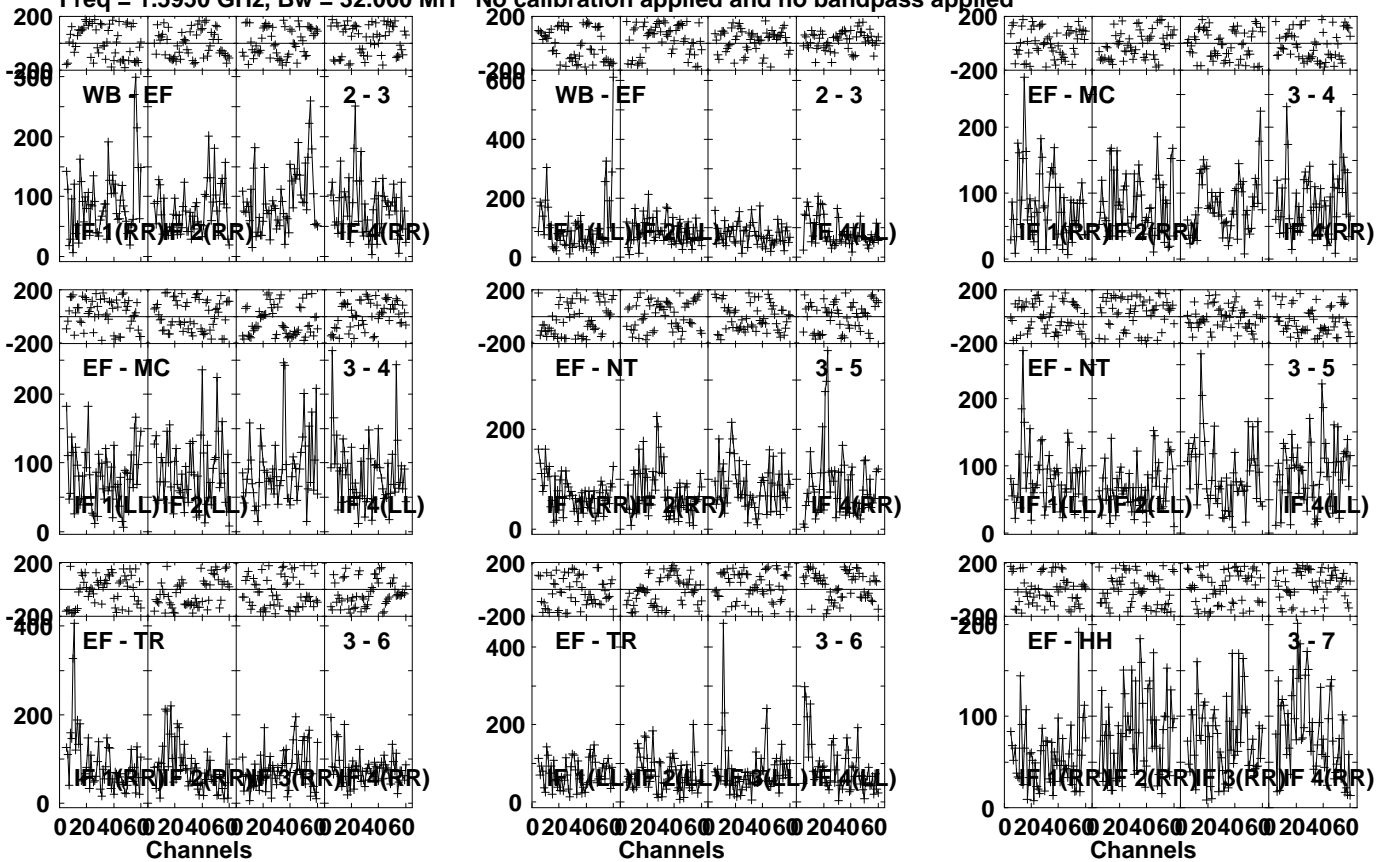 Freq = 1.5950 GHz, Bw = 32.000 MH No calibration applied and no bandpass applied
200 200 200
-200 -200 -200
300 600
WB - EF 2 - 3 WB - EF 2 - 3 EF - MC 3 - 4
200 400 200
100 200 100
IF 1(RR) IF 2(RR) IF 4(RR) IF 1(LL) IF 2(LL) IF 4(LL) IF 1(RR) IF 2(RR) IF 4(RR)
0 0 0
200 200 200
-200 -200 -200
EF - MC 3 - 4 EF - NT 3 - 5 EF - NT 3 - 5
200 200 200
100 100
IF 1(LL) IF 2(LL) IF 4(LL) IF 1(RR) IF 2(RR) IF 4(RR) IF 1(LL) IF 2(LL) IF 4(LL)
0 0 0
200 200 200
-200 -200 -200
400 200
EF - TR 3 - 6 EF - TR 3 - 6 EF - HH 3 - 7
400
200 200 100
IF 1(RR) IF 2(RR) IF 3(RR) IF 4(RR) IF 1(LL) IF 2(LL) IF 3(LL) IF 4(LL) IF 1(RR) IF 2(RR) IF 3(RR) IF 4(RR)
0 0 0
0 20 40 60 0 20 40 60 0 20 40 60 0 20 40 60 0 20 40 60 0 20 40 60 0 20 40 60 0 20 40 60 0 20 40 60 0 20 40 60 0 20 40 60 0 20 40 60
Channels Channels Channels